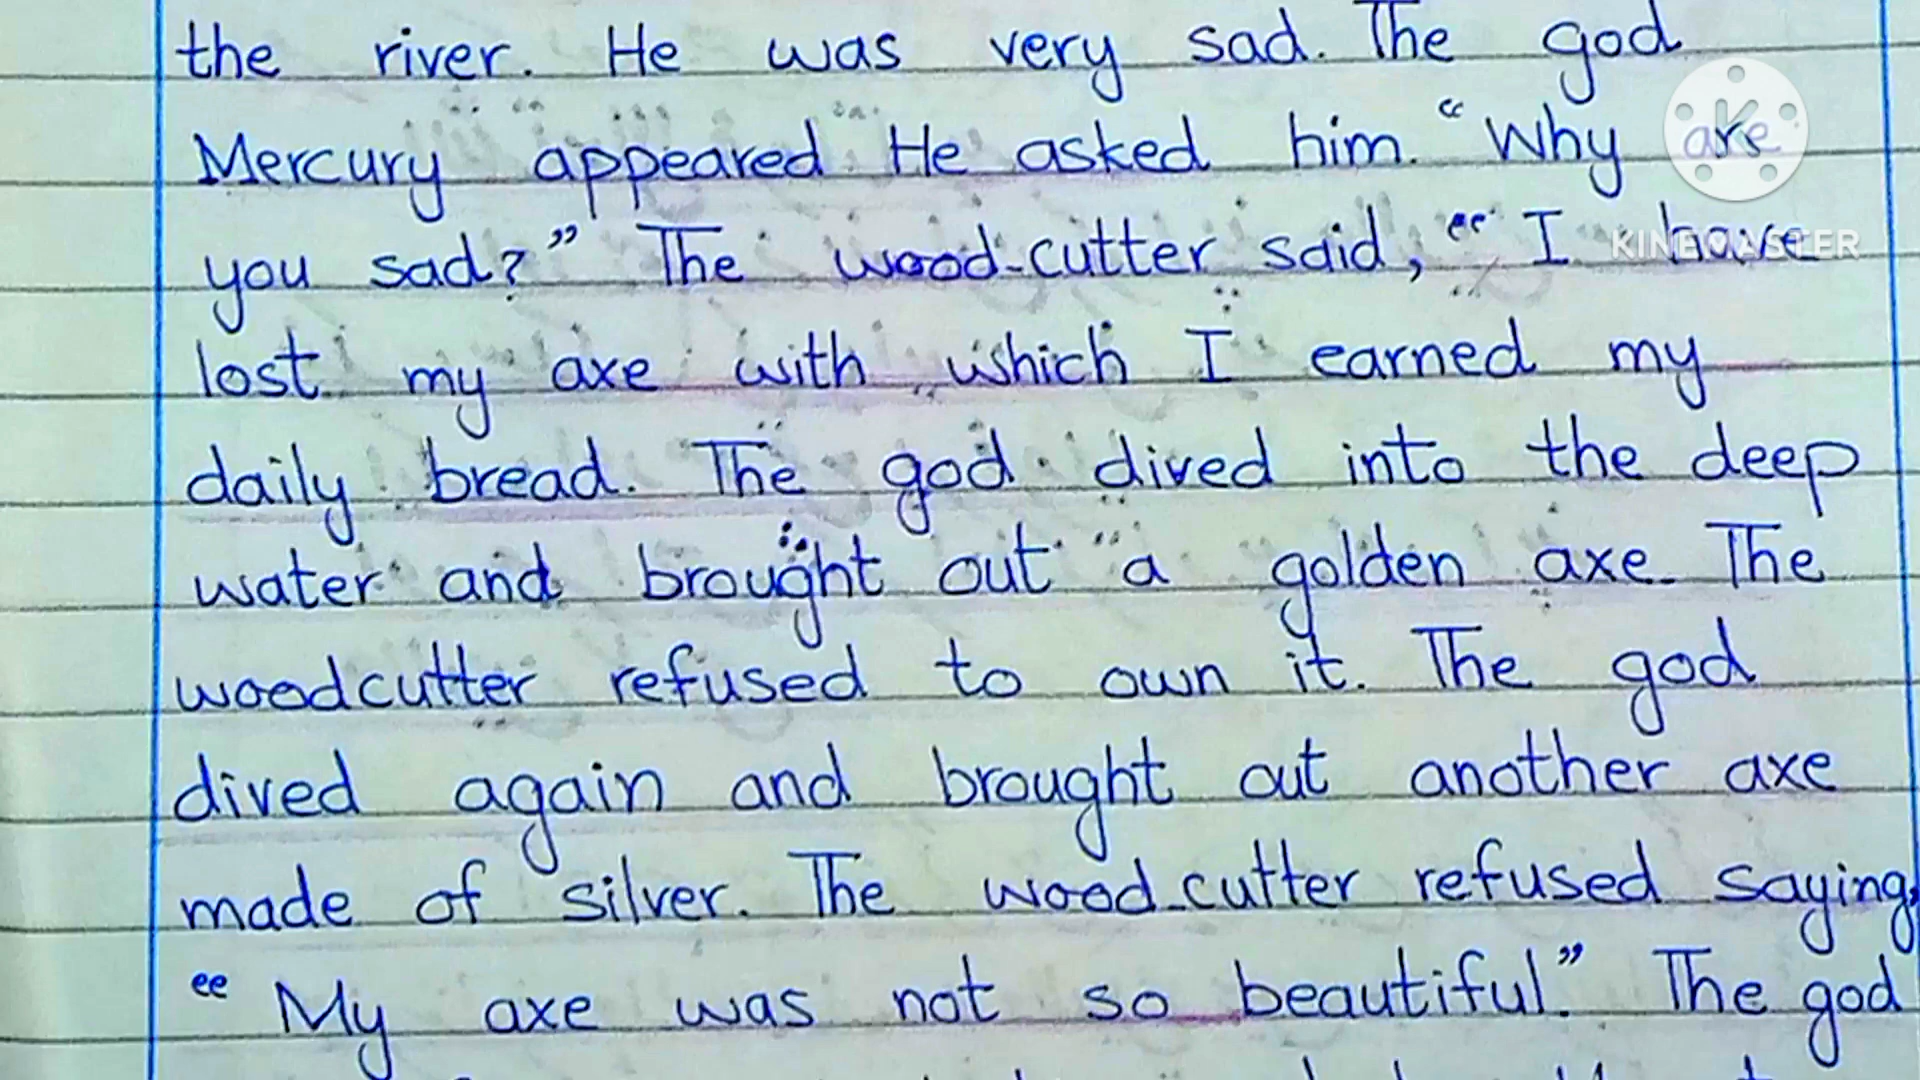 the river. He was very sad. The god
Mercury appeared He asked him. "Why are
you sad?" The wood-cutter said, "I have
KINEMASTER
lost my axe with which I earned my
daily bread. The god dived into the deep
water and brought out a golden axe. The
woodcutter refused to own it. The god
dived again and brought out another axe
made of silver. The wood-cutter refused saying,
"My axe was not so beautiful." The god